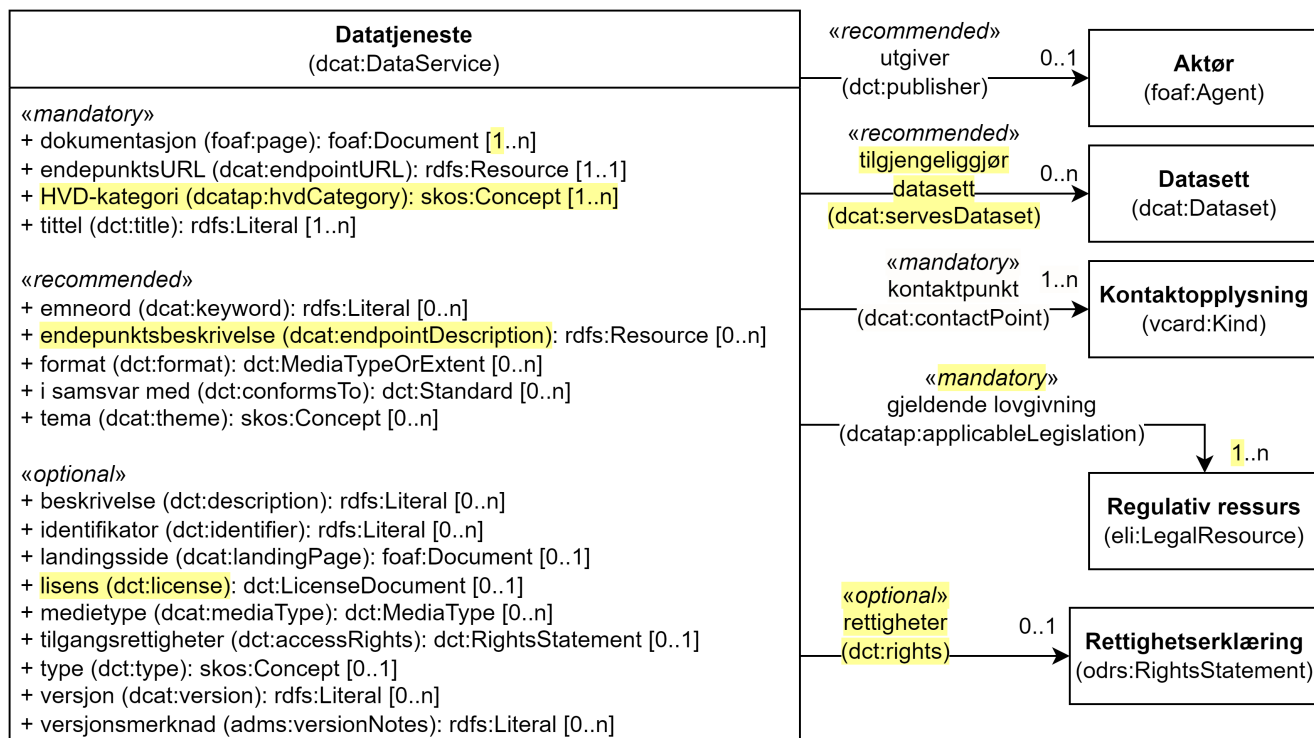 Datatjeneste
(dcat:DataService)
«mandatory»
+ dokumentasjon (foaf:page): foaf:Document [1..n]
+ endepunktsURL (dcat:endpointURL): rdfs:Resource [1..1]
+ HVD-kategori (dcatap:hvdCategory): skos:Concept [1..n]
+ tittel (dct:title): rdfs:Literal [1..n]
«recommended»
+ emneord (dcat:keyword): rdfs:Literal [0..n]
+ endepunktsbeskrivelse (dcat:endpointDescription): rdfs:Resource [0..n]
+ format (dct:format): dct:MediaTypeOrExtent [0..n]
+ i samsvar med (dct:conformsTo): dct:Standard [0..n]
+ tema (dcat:theme): skos:Concept [0..n]
«optional»
+ beskrivelse (dct:description): rdfs:Literal [0..n]
+ identifikator (dct:identifier): rdfs:Literal [0..n]
+ landingsside (dcat:landingPage): foaf:Document [0..1]
+ lisens (dct:license): dct:LicenseDocument [0..1]
+ medietype (dcat:mediaType): dct:MediaType [0..n]
+ tilgangsrettigheter (dct:accessRights): dct:RightsStatement [0..1]
+ type (dct:type): skos:Concept [0..1]
+ versjon (dcat:version): rdfs:Literal [0..n]
+ versjonsmerknad (adms:versionNotes): rdfs:Literal [0..n]
«recommended»
utgiver
(dct:publisher)
0..1
Aktør
(foaf:Agent)
«recommended»
tilgjengeliggjør
datasett
(dcat:servesDataset)
0..n
Datasett
(dcat:Dataset)
«mandatory»
kontaktpunkt
(dcat:contactPoint)
1..n
Kontaktopplysning
(vcard:Kind)
«mandatory»
gjeldende lovgivning
(dcatap:applicableLegislation)
1..n
Regulativ ressurs
(eli:LegalResource)
«optional»
rettigheter
(dct:rights)
0..1
Rettighetserklæring
(odrs:RightsStatement)